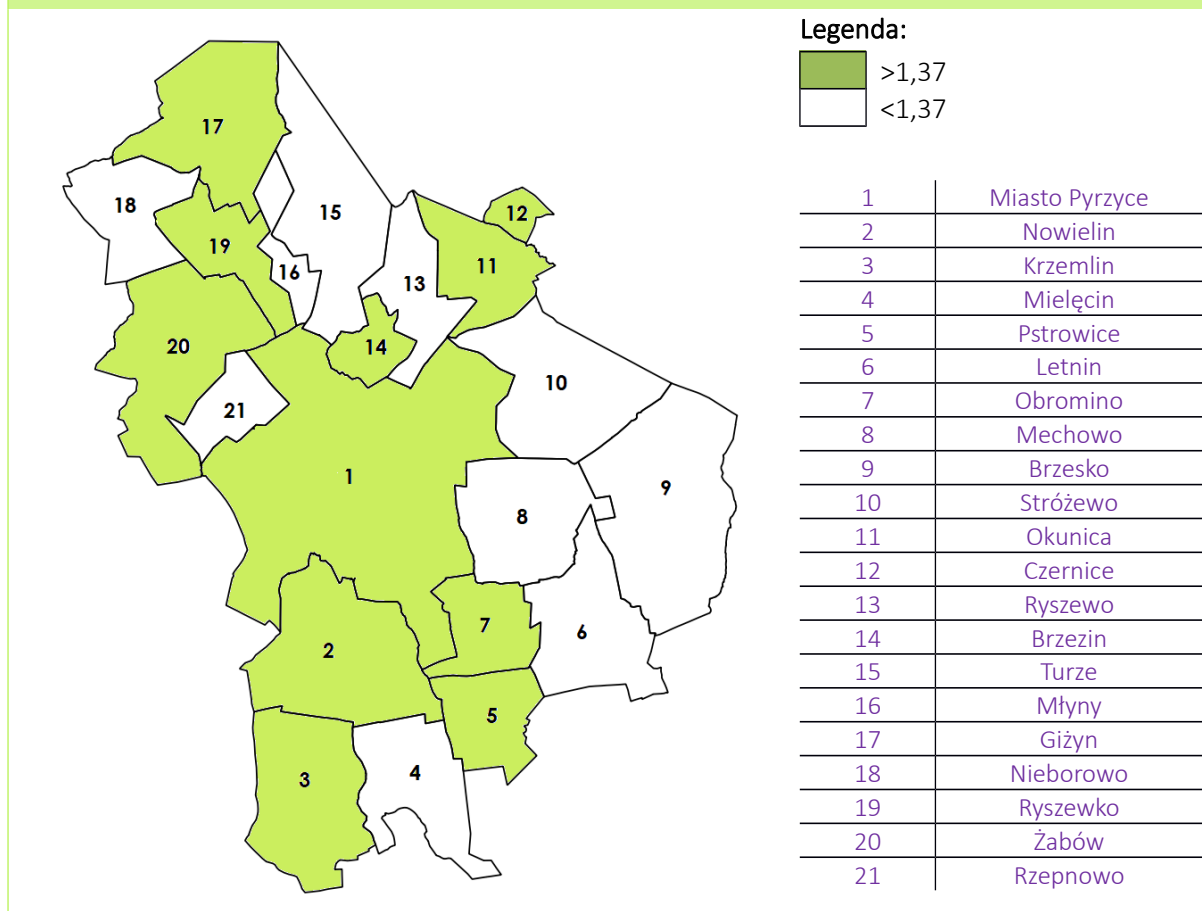 Legenda:
>1,37
<1,37
17
18
12
15
19
11
16
13
20
14
10
21
1
9
8
7
6
2
5
4
3
1 Miasto Pyrzyce
2 Nowielin
3 Krzemlin
4 Mielęcin
5 Pstrowice
6 Letnin
7 Obromino
8 Mechowo
9 Brzesko
10 Stróżewo
11 Okunica
12 Czernice
13 Ryszewo
14 Brzezin
15 Turze
16 Młyny
17 Giżyn
18 Nieborowo
19 Ryszewko
20 Żabów
21 Rzepnowo